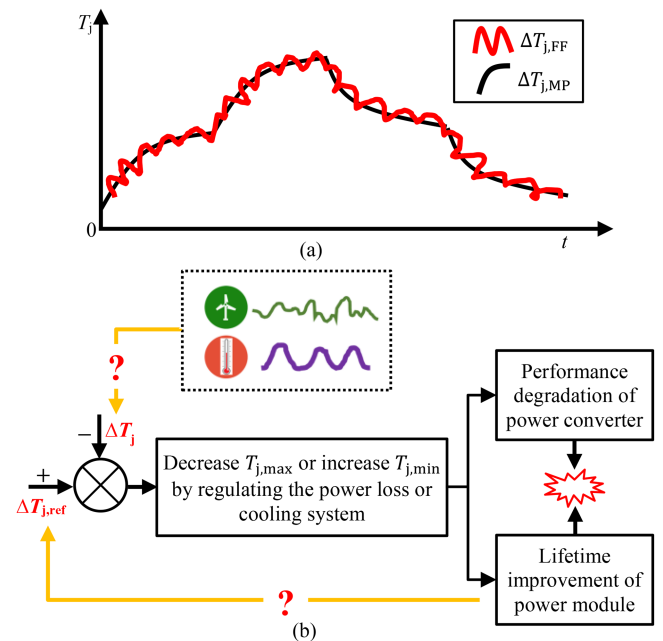 Tj
ΔTj,FF
ΔTj,MP
0
t
(a)
?
− ΔTj
+
ΔTj,ref
Decrease Tj,max or increase Tj,min
by regulating the power loss or
cooling system
Performance
degradation of
power converter
Lifetime
improvement of
power module
?
(b)